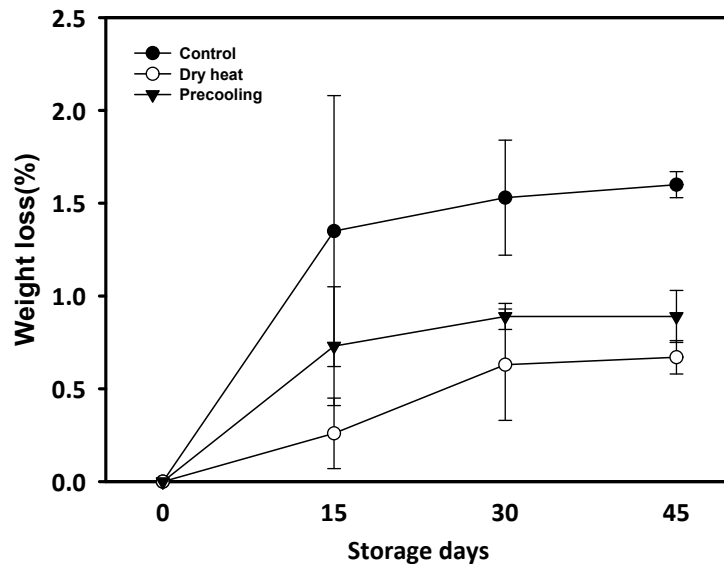 2.5
2.0
1.5
1.0
0.5
0.0
Weight loss(%)
Control
Dry heat
Precooling
0 15 30 45
Storage days